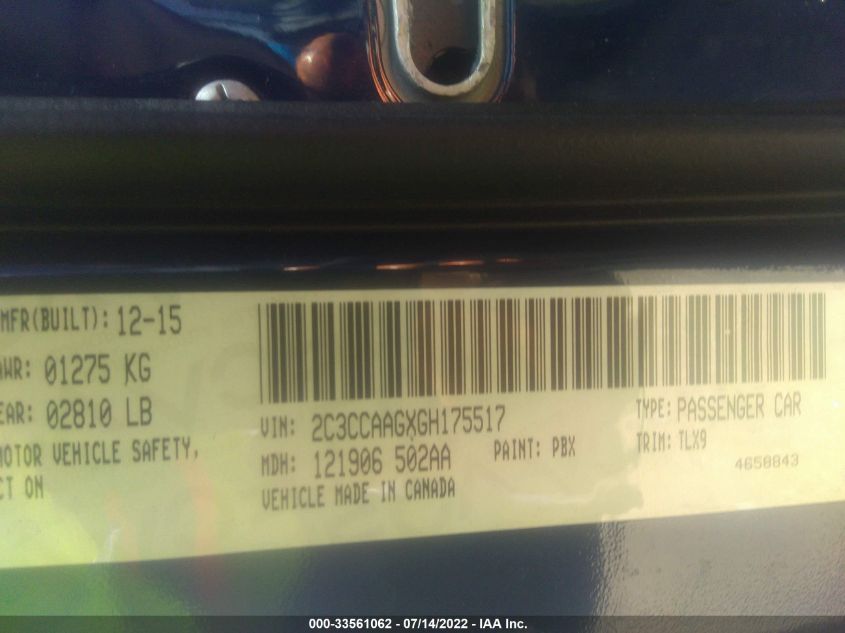 MFR(BUILT): 12-15
AWR: 01275 KG
EAR: 02810 LB
MOTOR VEHICLE SAFETY,
CT ON
VIN: 2C3CCAAGXGH175517
TYPE: PASSENGER CAR
MDH: 121906 502AA
PAINT: PBX
TRIM: TLX9
VEHICLE MADE IN CANADA
4658843
000-33561062 - 07/14/2022 - IAA Inc.